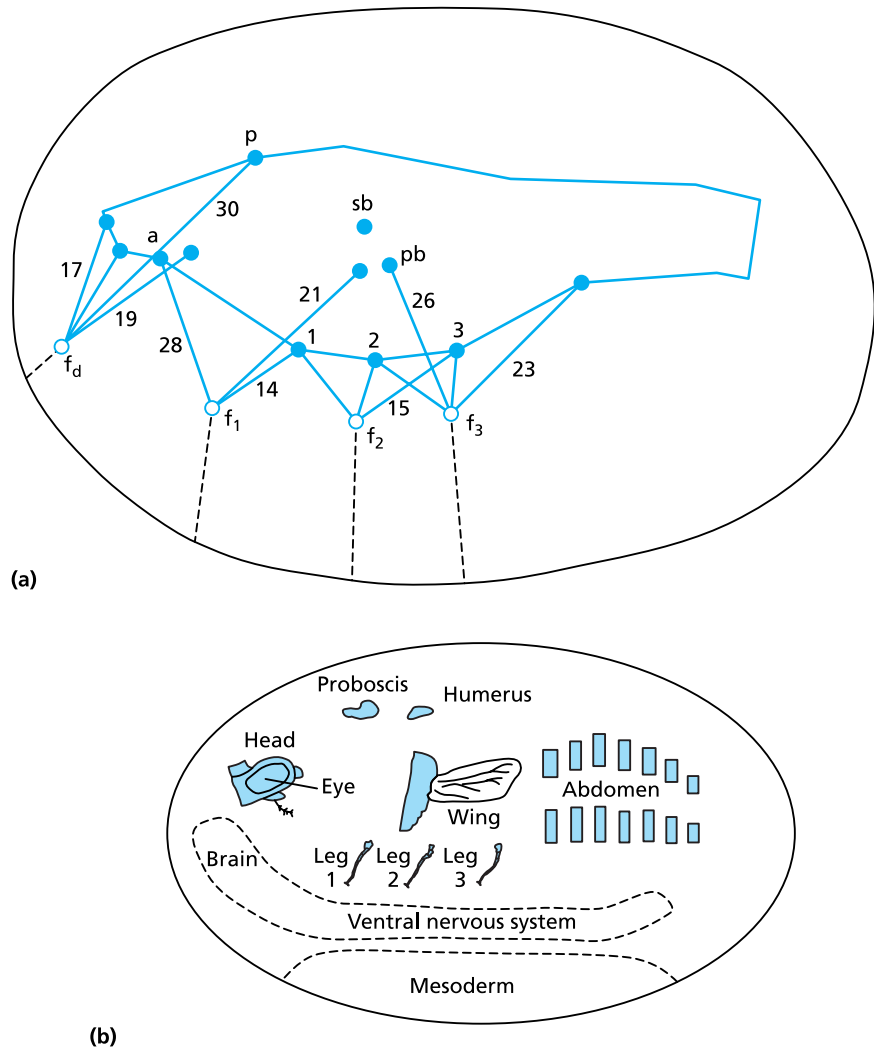 p
30
sb
a
pb
17
21
26
19
1
2
3
28
23
f_d
14
15
f_1
f_2
f_3
(a)
Proboscis
Humerus
Head
Eye
Abdomen
Wing
Brain
Leg
1
Leg
2
Leg
3
Ventral nervous system
Mesoderm
(b)